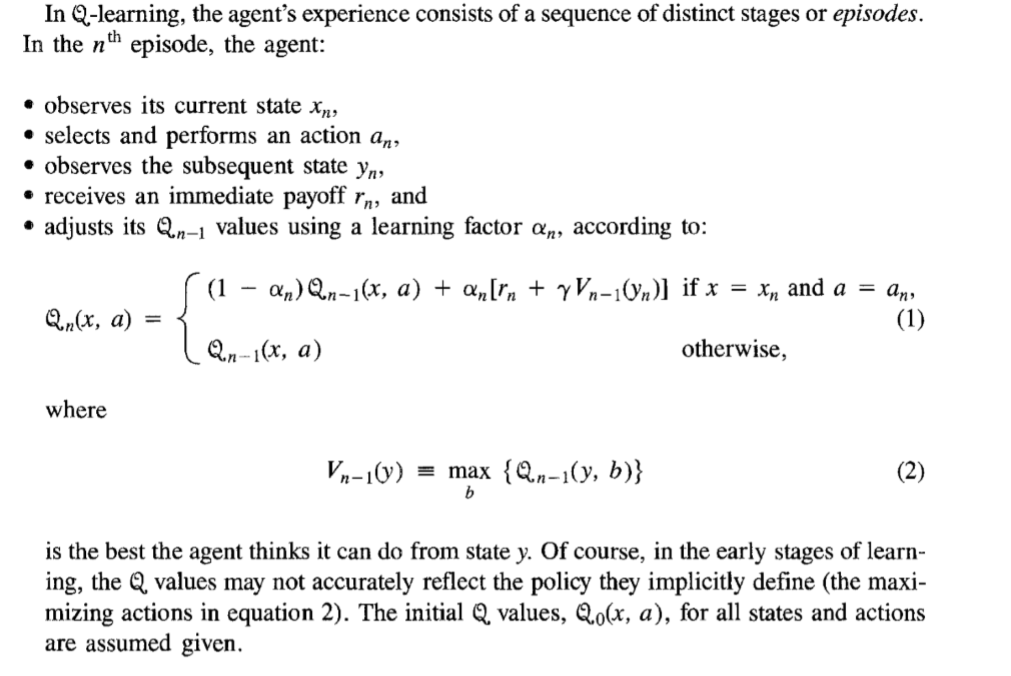 In Q-learning, the agent's experience consists of a sequence of distinct stages or episodes.
In the nth episode, the agent:
• observes its current state xn,
• selects and performs an action an,
• observes the subsequent state yn,
• receives an immediate payoff rn, and
• adjusts its Qn−1 values using a learning factor αn, according to:
Qn(x, a) = { (1 − αn)Qn−1(x, a) + αn[rn + γVn−1(yn)] if x = xn and a = an,
(1)
Qn−1(x, a) otherwise,
where
Vn−1(y) ≡ max {Qn−1(y, b)} (2)
b
is the best the agent thinks it can do from state y. Of course, in the early stages of learn-
ing, the Q values may not accurately reflect the policy they implicitly define (the maxi-
mizing actions in equation 2). The initial Q values, Q0(x, a), for all states and actions
are assumed given.